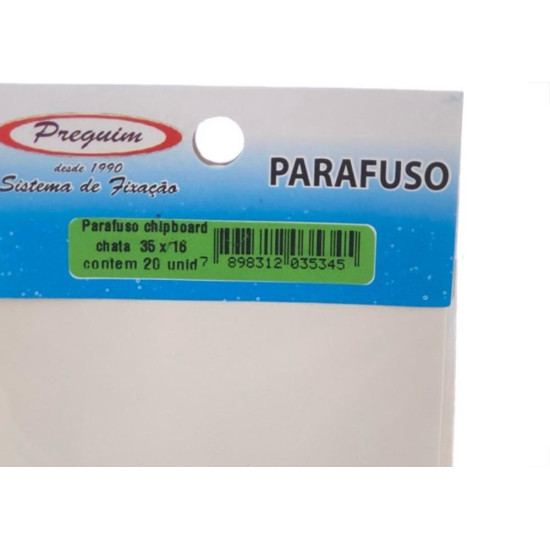 Preguim
desde 1990
Sistema de Fixação
PARAFUSO
Parafuso chipboard
chata 35 x 16
contem 20 unid
7 898312 035345